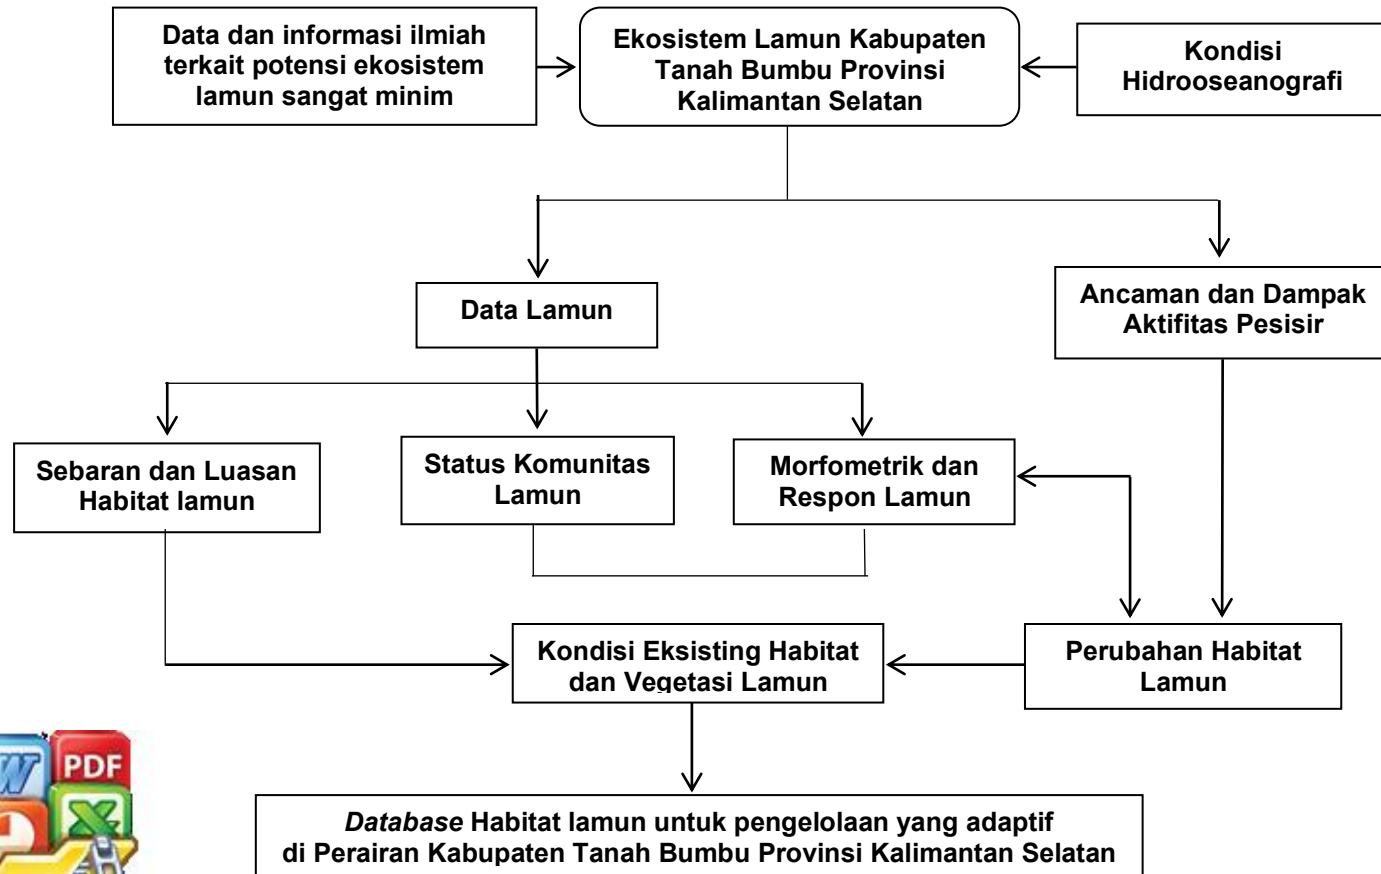 Data dan informasi ilmiah
terkait potensi ekosistem
lamun sangat minim
Ekosistem Lamun Kabupaten
Tanah Bumbu Provinsi
Kalimantan Selatan
Kondisi
Hidrooseanografi
Data Lamun
Ancaman dan Dampak
Aktifitas Pesisir
Sebaran dan Luasan
Habitat lamun
Status Komunitas
Lamun
Morfometrik dan
Respon Lamun
Kondisi Eksisting Habitat
dan Vegetasi Lamun
Perubahan Habitat
Lamun
W
PDF
Database Habitat lamun untuk pengelolaan yang adaptif
di Perairan Kabupaten Tanah Bumbu Provinsi Kalimantan Selatan